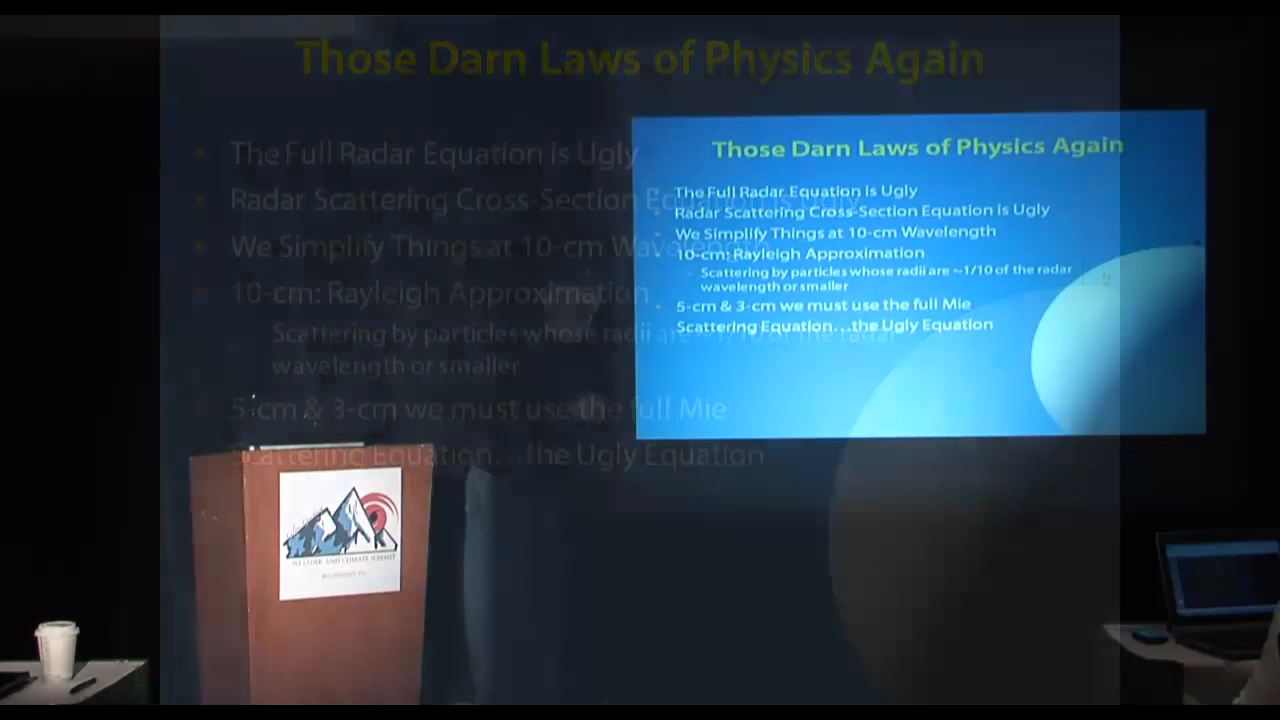 Those Darn Laws of Physics Again
The Full Radar Equation is Ugly
Radar Scattering Cross-Section Equation is Ugly
We Simplify Things at 10-cm Wavelength
10-cm: Rayleigh Approximation
Scattering by particles whose radii are ~1/10 of the radar
wavelength or smaller
5-cm & 3-cm we must use the full Mie
Scattering Equation…the Ugly Equation
Those Darn Laws of Physics Again
The Full Radar Equation is Ugly
Radar Scattering Cross-Section Equation is Ugly
We Simplify Things at 10-cm Wavelength
10-cm: Rayleigh Approximation
Scattering by particles whose radii are ~1/10 of the radar
wavelength or smaller
5-cm & 3-cm we must use the full Mie
Scattering Equation…the Ugly Equation
WEATHER AND CLIMATE SUMMIT